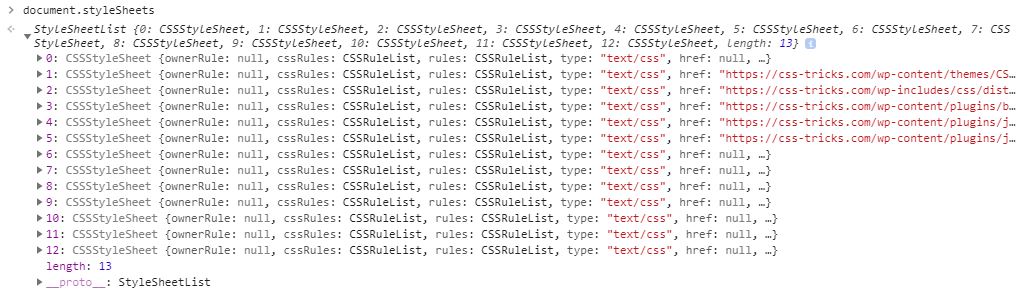 > document.styleSheets
StyleSheetList {0: CSSStyleSheet, 1: CSSStyleSheet, 2: CSSStyleSheet, 3: CSSStyleSheet, 4: CSSStyleSheet, 5: CSSStyleSheet, 6: CSSStyleSheet, 7: CSS
StyleSheet, 8: CSSStyleSheet, 9: CSSStyleSheet, 10: CSSStyleSheet, 11: CSSStyleSheet, 12: CSSStyleSheet, length: 13} i
0: CSSStyleSheet {ownerRule: null, cssRules: CSSRuleList, rules: CSSRuleList, type: "text/css", href: null, …}
1: CSSStyleSheet {ownerRule: null, cssRules: CSSRuleList, rules: CSSRuleList, type: "text/css", href: "https://css-tricks.com/wp-content/themes/CS…
2: CSSStyleSheet {ownerRule: null, cssRules: CSSRuleList, rules: CSSRuleList, type: "text/css", href: "https://css-tricks.com/wp-includes/css/dist…
3: CSSStyleSheet {ownerRule: null, cssRules: CSSRuleList, rules: CSSRuleList, type: "text/css", href: "https://css-tricks.com/wp-content/plugins/b…
4: CSSStyleSheet {ownerRule: null, cssRules: CSSRuleList, rules: CSSRuleList, type: "text/css", href: "https://css-tricks.com/wp-content/plugins/j…
5: CSSStyleSheet {ownerRule: null, cssRules: CSSRuleList, rules: CSSRuleList, type: "text/css", href: "https://css-tricks.com/wp-content/plugins/j…
6: CSSStyleSheet {ownerRule: null, cssRules: CSSRuleList, rules: CSSRuleList, type: "text/css", href: null, …}
7: CSSStyleSheet {ownerRule: null, cssRules: CSSRuleList, rules: CSSRuleList, type: "text/css", href: null, …}
8: CSSStyleSheet {ownerRule: null, cssRules: CSSRuleList, rules: CSSRuleList, type: "text/css", href: null, …}
9: CSSStyleSheet {ownerRule: null, cssRules: CSSRuleList, rules: CSSRuleList, type: "text/css", href: null, …}
10: CSSStyleSheet {ownerRule: null, cssRules: CSSRuleList, rules: CSSRuleList, type: "text/css", href: null, …}
11: CSSStyleSheet {ownerRule: null, cssRules: CSSRuleList, rules: CSSRuleList, type: "text/css", href: null, …}
12: CSSStyleSheet {ownerRule: null, cssRules: CSSRuleList, rules: CSSRuleList, type: "text/css", href: null, …}
length: 13
__proto__: StyleSheetList